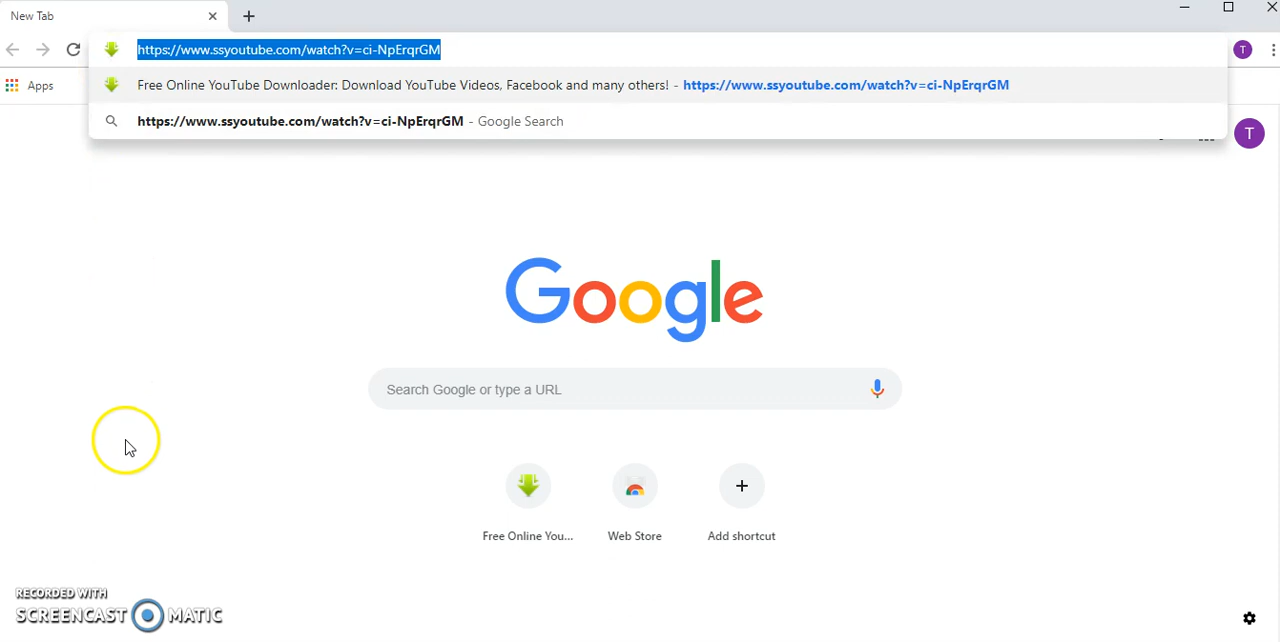 New Tab
https://www.ssyoutube.com/watch?v=ci-NpErqrGM
T
Free Online YouTube Downloader: Download YouTube Videos, Facebook and many others! - https://www.ssyoutube.com/watch?v=ci-NpErqrGM
Apps
https://www.ssyoutube.com/watch?v=ci-NpErqrGM - Google Search
T
Google
Search Google or type a URL
Free Online You...
Web Store
Add shortcut
RECORDED WITH
SCREENCAST MATIC